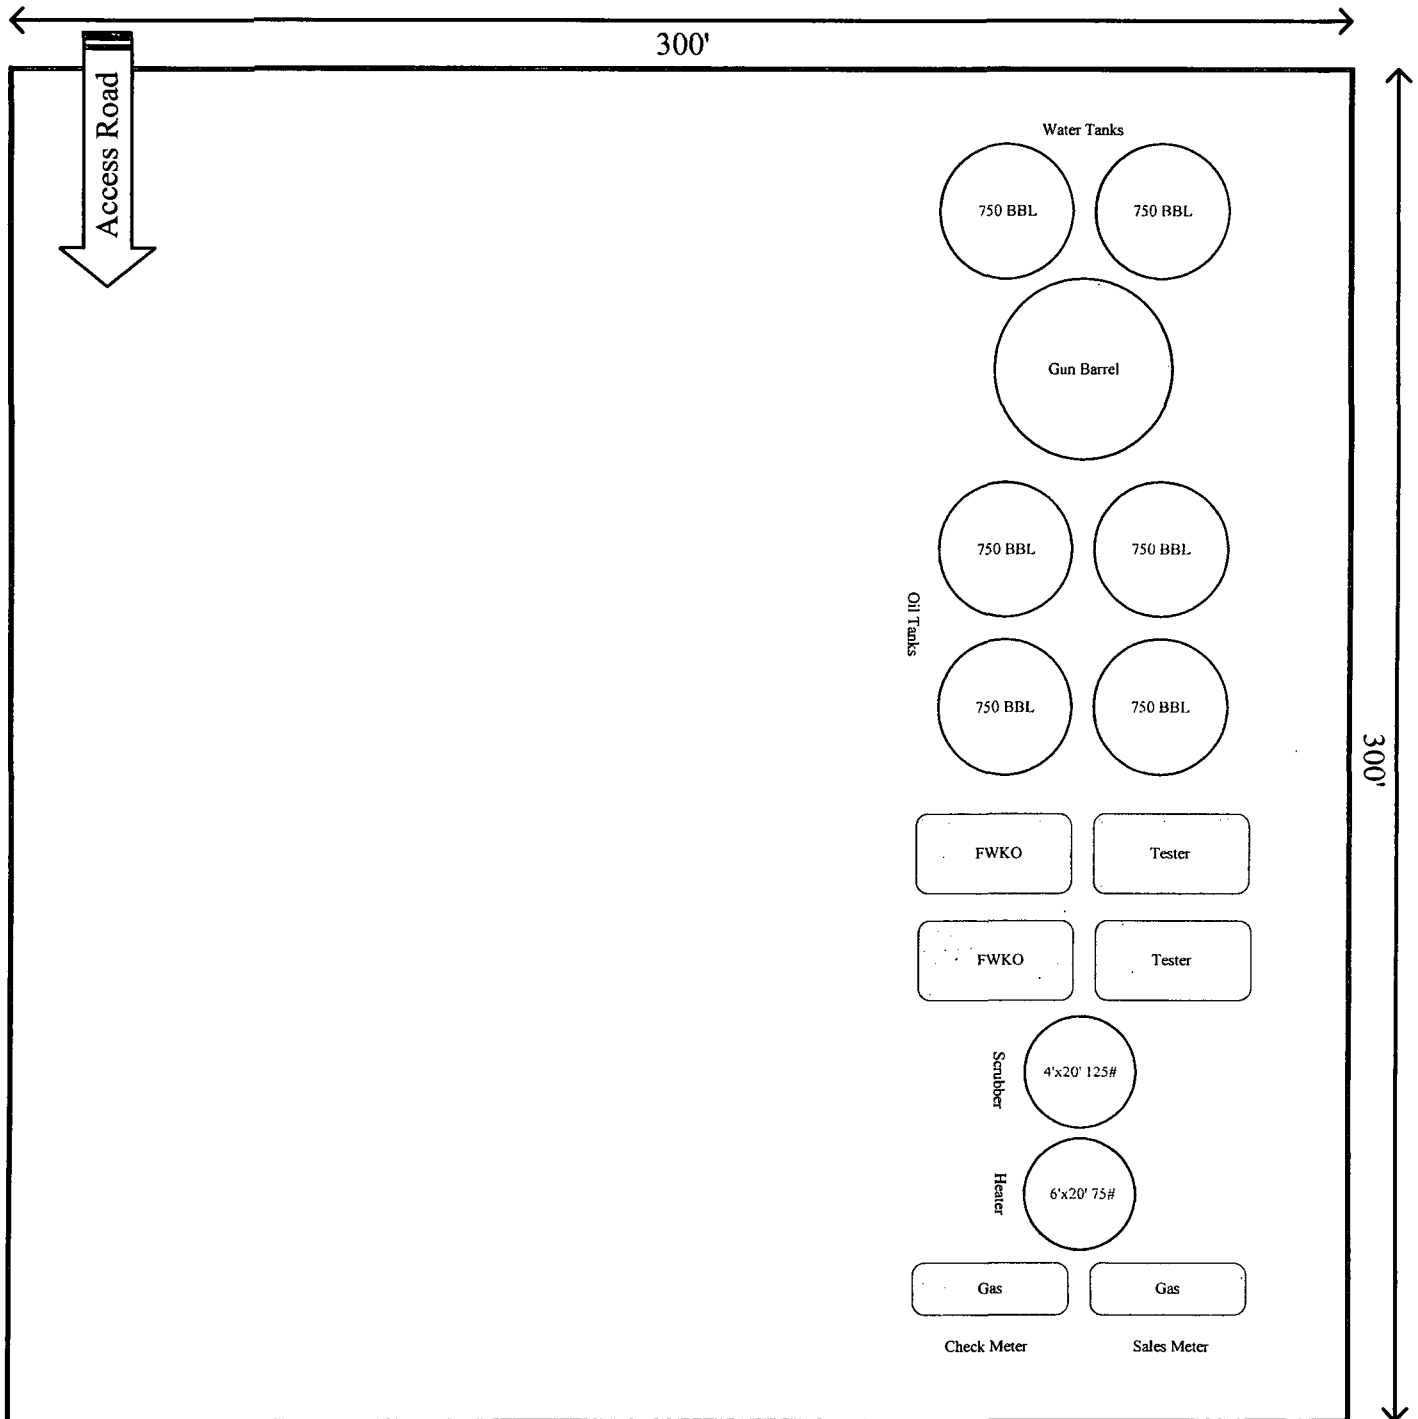 300'
Access Road
Water Tanks
750 BBL
750 BBL
Gun Barrel
750 BBL
750 BBL
Oil Tanks
750 BBL
750 BBL
300'
FWKO
Tester
FWKO
Tester
Scrubber
4'x20' 125#
Heater
6'x20' 75#
Gas
Gas
Check Meter
Sales Meter